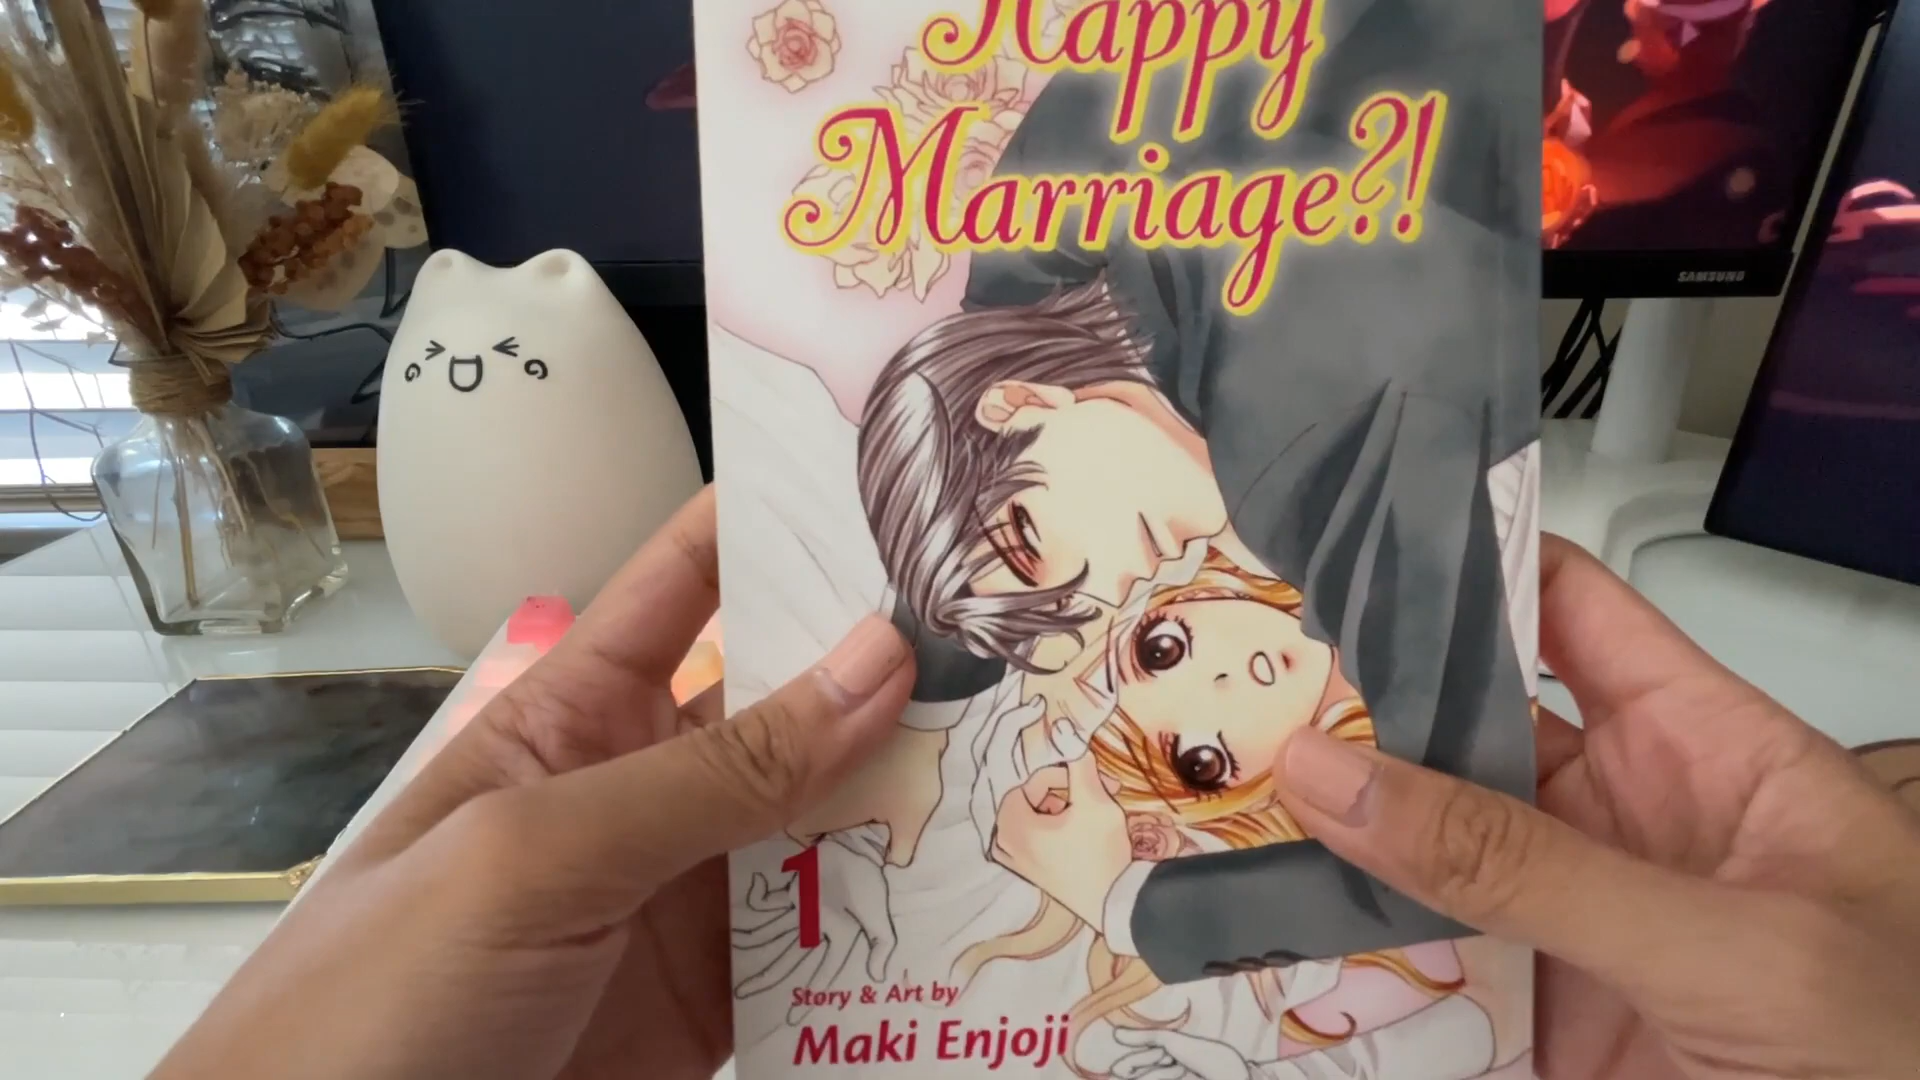 Happy
Marriage?!
SAMSUNG
1
Story & Art by
Maki Enjoji